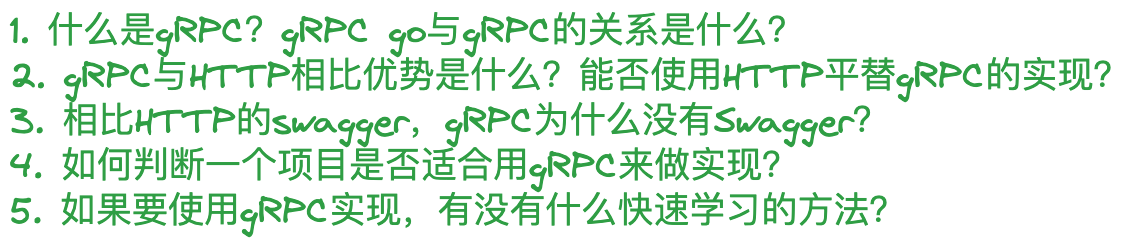 1. 什么是gRPC？gRPC go与gRPC的关系是什么？
2. gRPC与HTTP相比优势是什么？能否使用HTTP平替gRPC的实现？
3. 相比HTTP的swagger，gRPC为什么没有Swagger？
4. 如何判断一个项目是否适合用gRPC来做实现？
5. 如果要使用gRPC实现，有没有什么快速学习的方法？